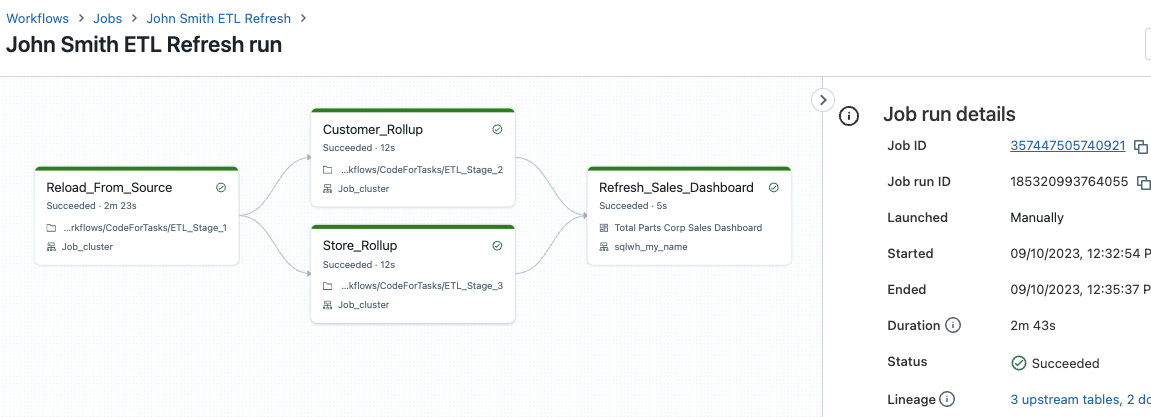 Workflows > Jobs > John Smith ETL Refresh >
John Smith ETL Refresh run
Reload_From_Source
Succeeded · 2m 23s
...rkflows/CodeForTasks/ETL_Stage_1
Job_cluster
Customer_Rollup
Succeeded · 12s
...kflows/CodeForTasks/ETL_Stage_2
Job_cluster
Store_Rollup
Succeeded · 12s
...kflows/CodeForTasks/ETL_Stage_3
Job_cluster
Refresh_Sales_Dashboard
Succeeded · 5s
Total Parts Corp Sales Dashboard
sqlwh_my_name
Job run details
Job ID 357447505740921
Job run ID 185320993764055
Launched Manually
Started 09/10/2023, 12:32:54 P
Ended 09/10/2023, 12:35:37 P
Duration 2m 43s
Status Succeeded
Lineage 3 upstream tables, 2 do